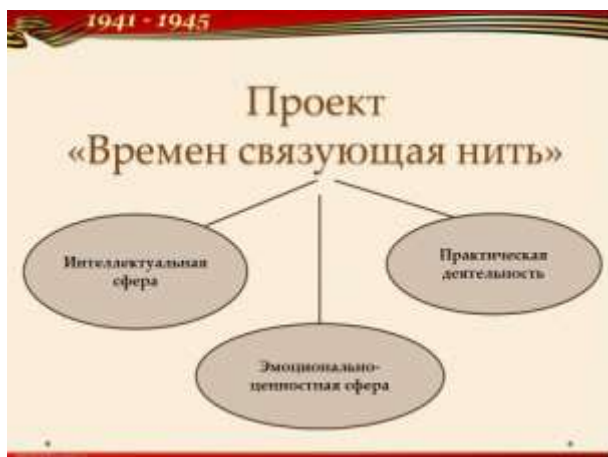 1941 - 1945
Проект
«Времен связующая нить»
Интеллектуальная
сфера
Практическая
деятельность
Эмоционально-
ценностная сфера